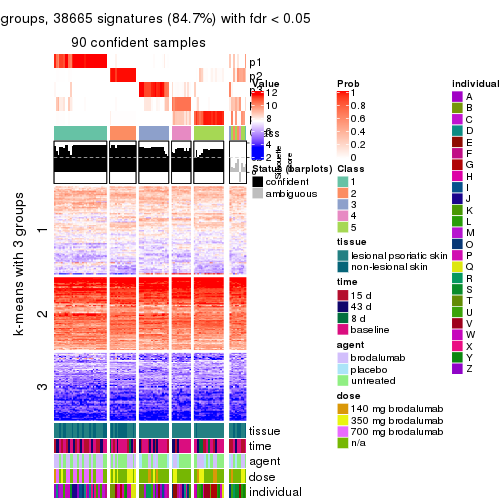 groups, 38665 signatures (84.7%) with fdr < 0.05
90 confident samples
p1
p2
Value
12
10
8
6
4
2
Silhouette
score
Status (barplots)
confident
ambiguous
k-means with 3 groups
1
2
3
tissue
time
agent
dose
individual
Prob
1
0.8
0.6
0.4
0.2
0
Class
1
2
3
4
5
tissue
lesional psoriatic skin
non-lesional skin
time
15 d
43 d
8 d
baseline
agent
brodalumab
placebo
untreated
dose
140 mg brodalumab
350 mg brodalumab
700 mg brodalumab
n/a
individual
A
B
C
D
E
F
G
H
I
J
K
L
M
O
P
Q
R
S
T
U
V
W
X
Y
Z